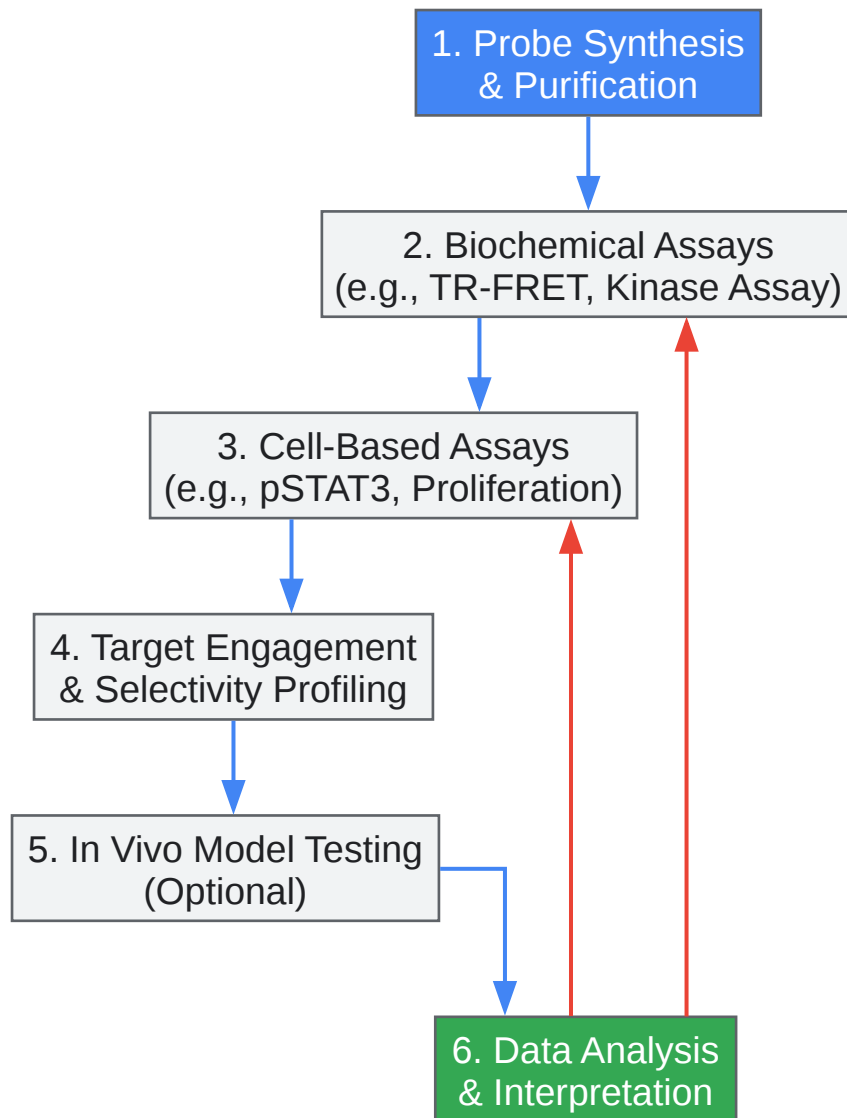 1. Probe Synthesis
& Purification
2. Biochemical Assays
(e.g., TR-FRET, Kinase Assay)
3. Cell-Based Assays
(e.g., pSTAT3, Proliferation)
4. Target Engagement
& Selectivity Profiling
5. In Vivo Model Testing
(Optional)
6. Data Analysis
& Interpretation